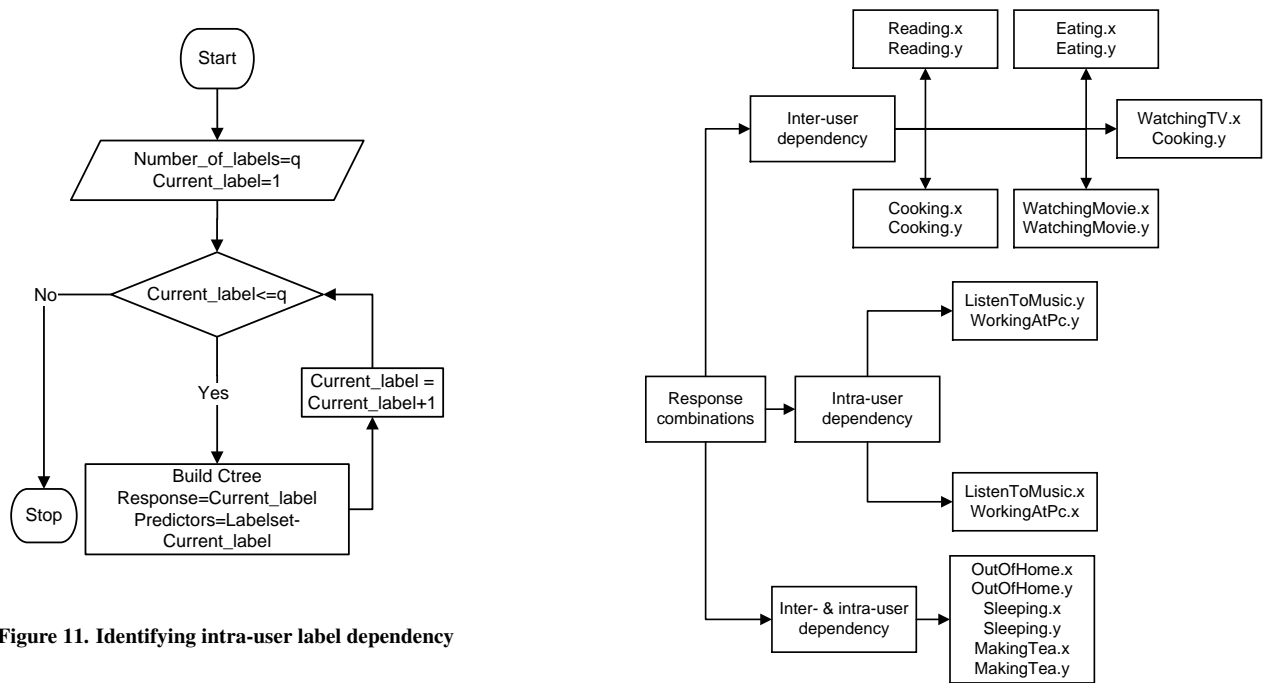 Start
Number_of_labels=q
Current_label=1
Current_label<=q
No
Yes
Current_label =
Current_label+1
Build Ctree
Response=Current_label
Predictors=Labelset-
Current_label
Stop
Figure 11. Identifying intra-user label dependency
Reading.x
Reading.y
Eating.x
Eating.y
Inter-user
dependency
WatchingTV.x
Cooking.y
Cooking.x
Cooking.y
WatchingMovie.x
WatchingMovie.y
ListenToMusic.y
WorkingAtPc.y
Response
combinations
Intra-user
dependency
ListenToMusic.x
WorkingAtPc.x
Inter- & intra-user
dependency
OutOfHome.x
OutOfHome.y
Sleeping.x
Sleeping.y
MakingTea.x
MakingTea.y